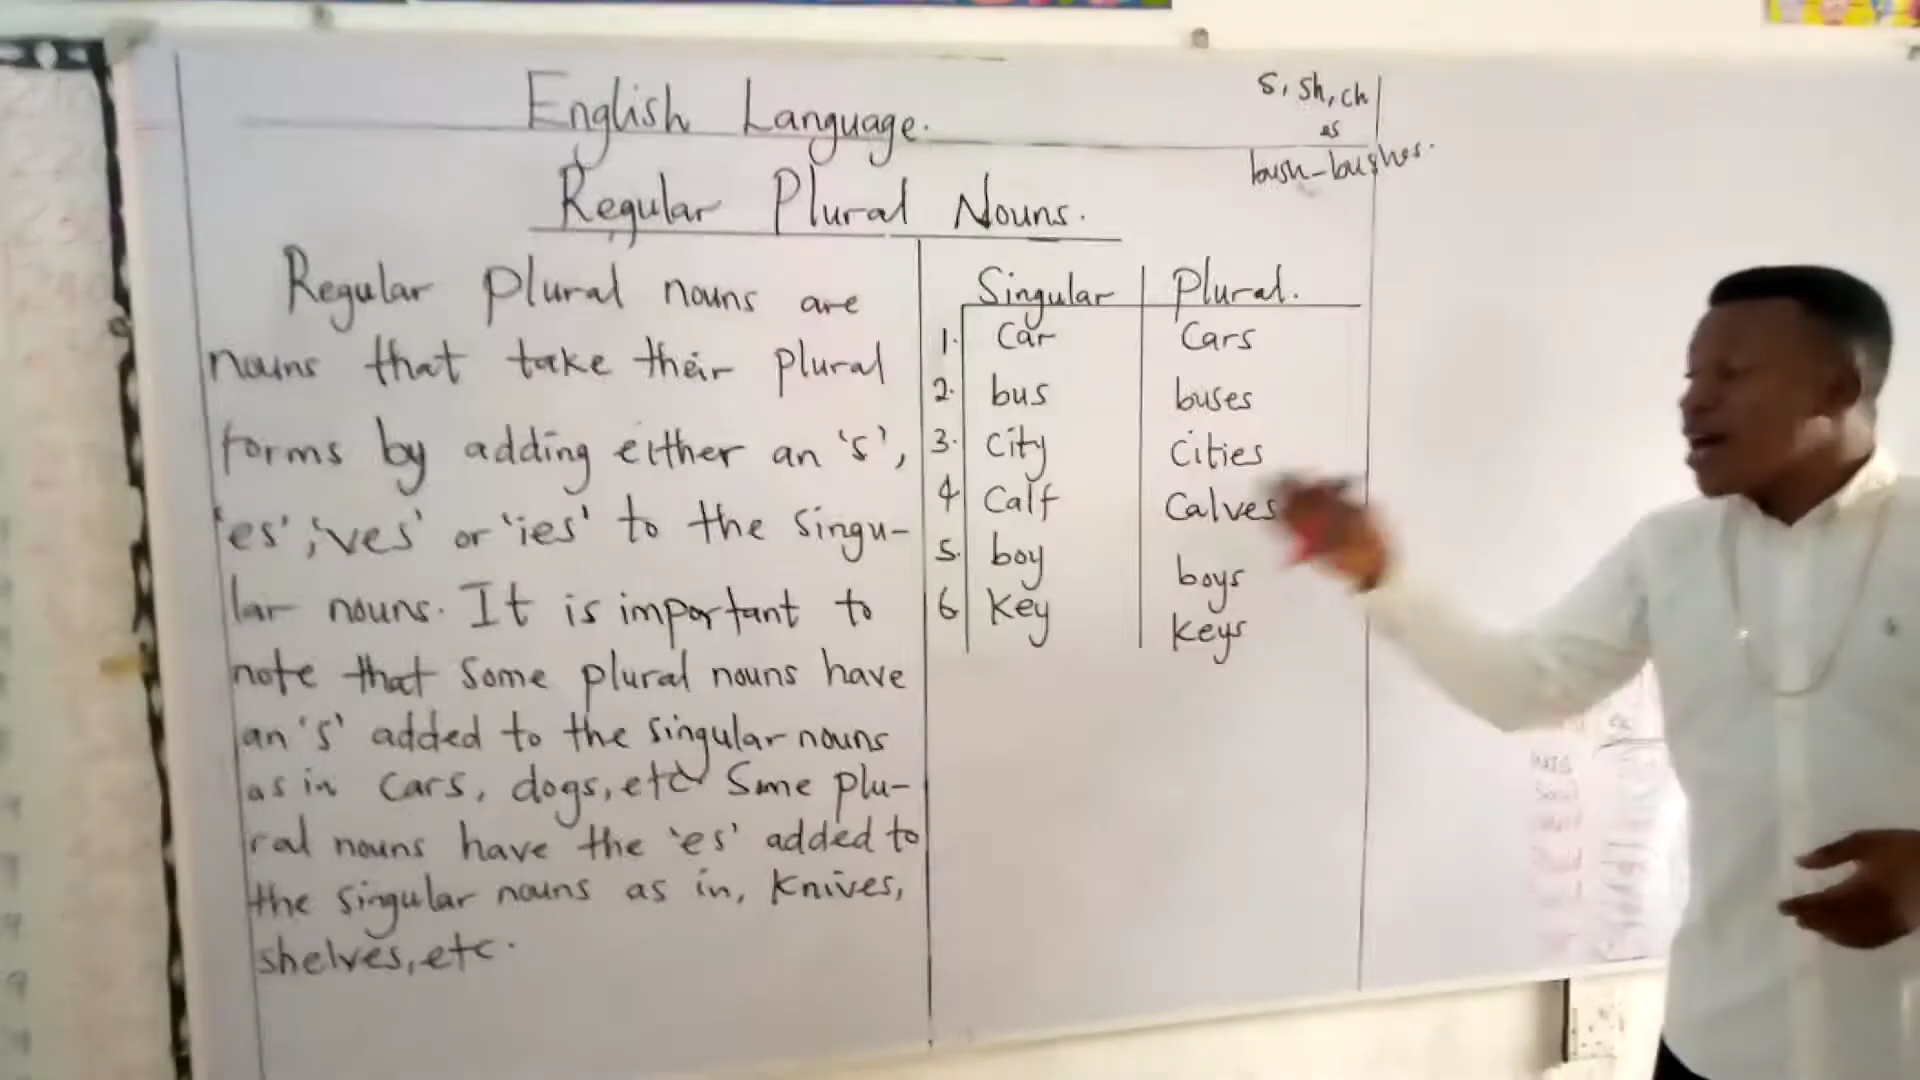 English Language.
Regular Plural Nouns.
s, sh, ch
es
bush-bushes.
Regular plural nouns are
nouns that take their plural
forms by adding either an 's',
'es', 'ves' or 'ies' to the singu-
lar nouns. It is important to
note that some plural nouns have
an 's' added to the singular nouns
as in cars, dogs, etc Some plu-
ral nouns have the 'es' added to
the singular nouns as in, knives,
shelves, etc.
Singular Plural.
1. Car Cars
2. bus buses
3. City Cities
4 Calf Calves
5. boy boys
6 Key Keys